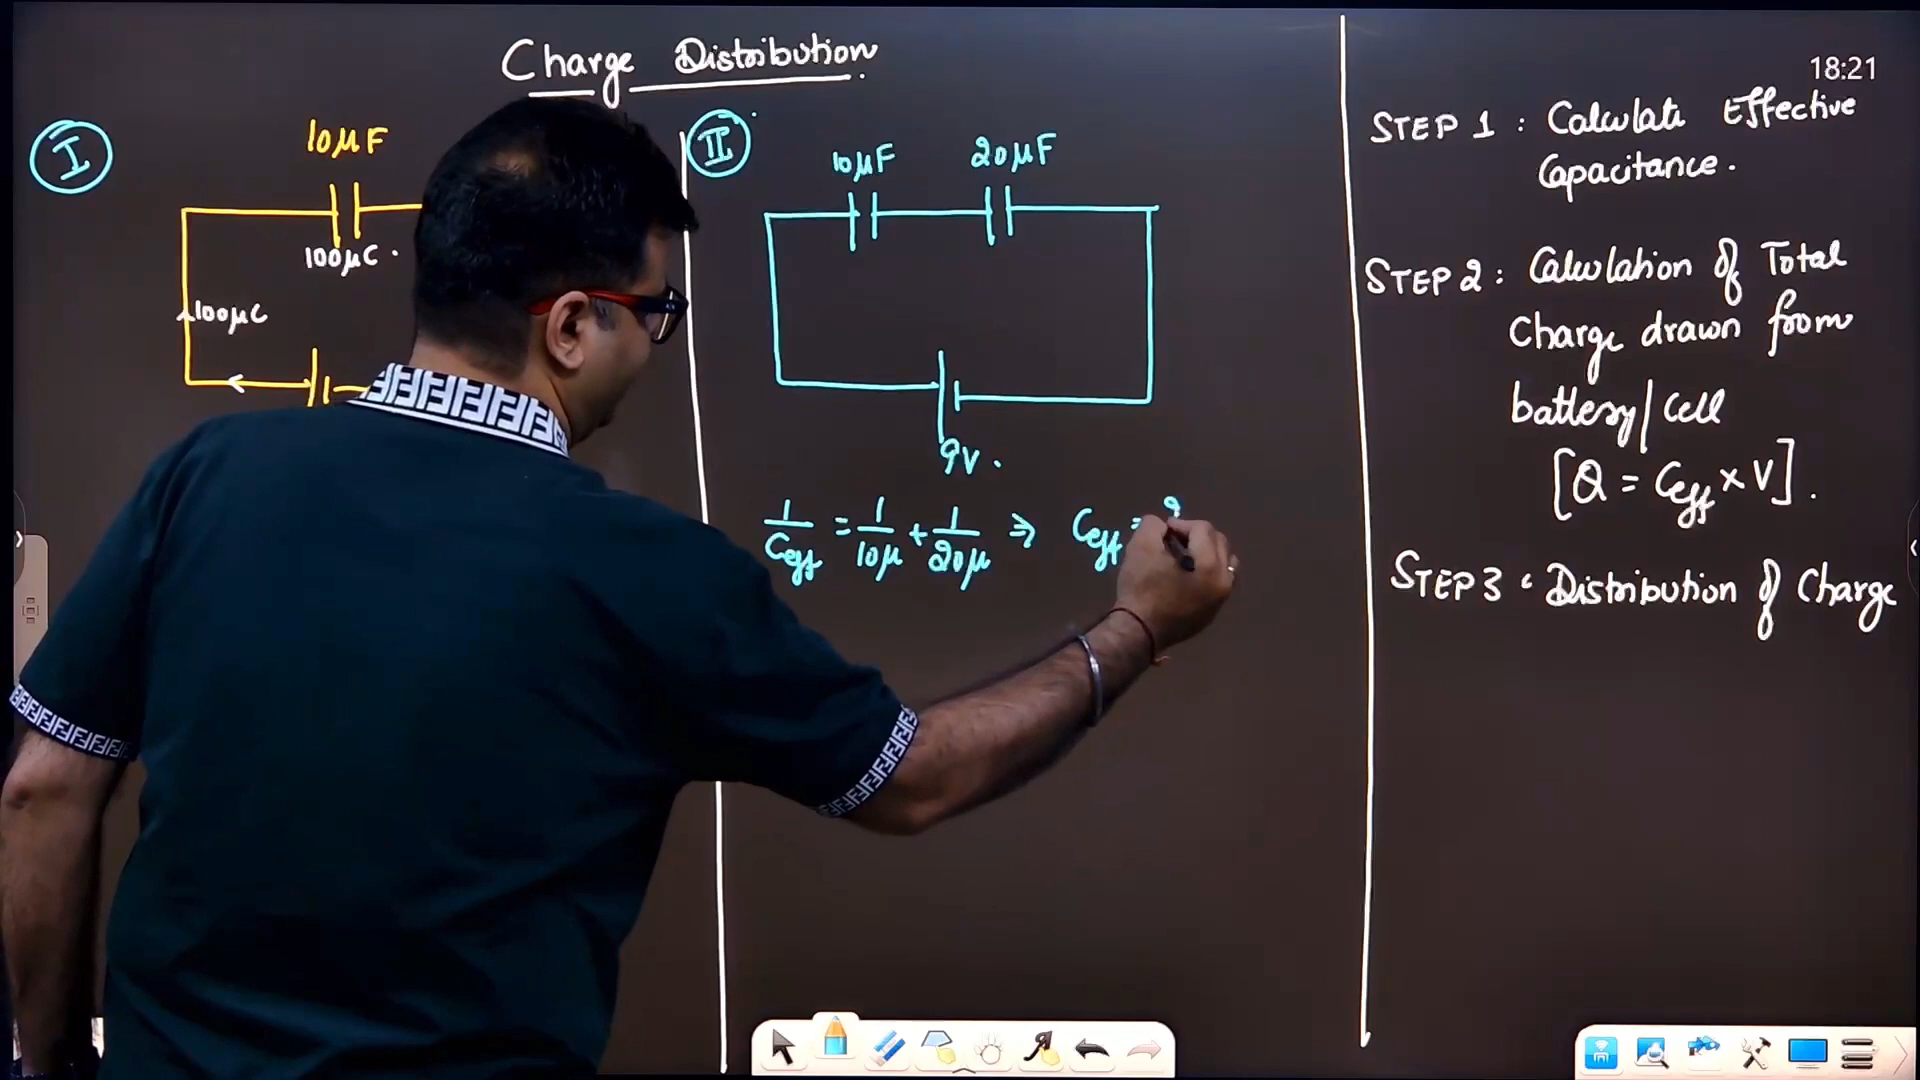 Charge Distribution
18:21
I
10μF
100μC.
100μC
II
10μF 20μF
9V.
1/Ceff = 1/10μ + 1/20μ ⇒ Ceff =
STEP 1 : Calculate Effective
Capacitance.
STEP 2 : Calculation of Total
Charge drawn from
battery/Cell
[Q = Ceff × V].
STEP 3 : Distribution of Charge